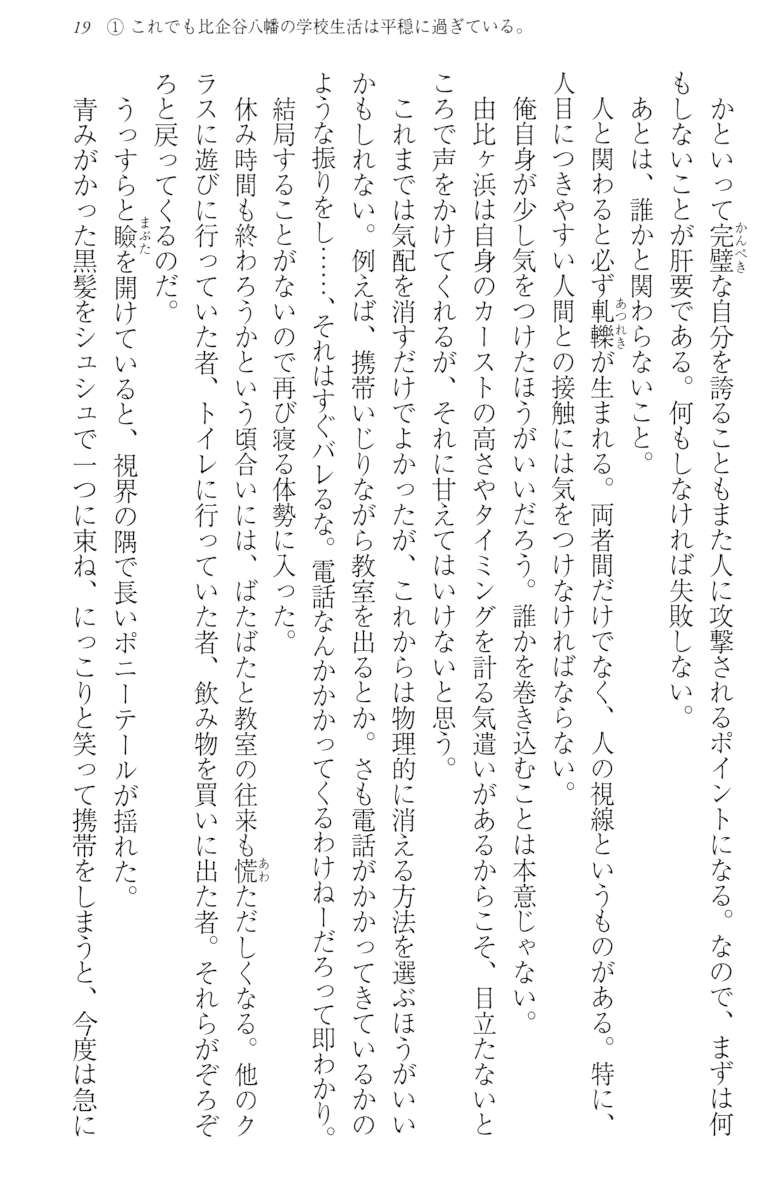 19　① これでも比企谷八幡の学校生活は平穏に過ぎている。
　かといって完璧な自分を誇ることもまた人に攻撃されるポイントになる。なので、まずは何
もしないことが肝要である。何もしなければ失敗しない。
　あとは、誰かと関わらないこと。
　人と関わると必ず軋轢が生まれる。両者間だけでなく、人の視線というものがある。特に、
人目につきやすい人間との接触には気をつけなければならない。
　俺自身が少し気をつけたほうがいいだろう。誰かを巻き込むことは本意じゃない。
　由比ヶ浜は自身のカーストの高さやタイミングを計る気遣いがあるからこそ、目立たないと
ころで声をかけてくれるが、それに甘えてはいけないと思う。
　これまでは気配を消すだけでよかったが、これからは物理的に消える方法を選ぶほうがいい
かもしれない。例えば、携帯いじりながら教室を出るとか。さも電話がかかってきているかの
ような振りをし……、それはすぐバレるな。電話なんかかかってくるわけねーだろって即わかり。
　結局することがないので再び寝る体勢に入った。
　休み時間も終わろうかという頃合いには、ばたばたと教室の往来も慌ただしくなる。他のク
ラスに遊びに行っていた者、トイレに行っていた者、飲み物を買いに出た者。それらがぞろぞ
ろと戻ってくるのだ。
　うっすらと瞼を開けていると、視界の隅で長いポニーテールが揺れた。
　青みがかった黒髪をシュシュで一つに束ね、にっこりと笑って携帯をしまうと、今度は急に